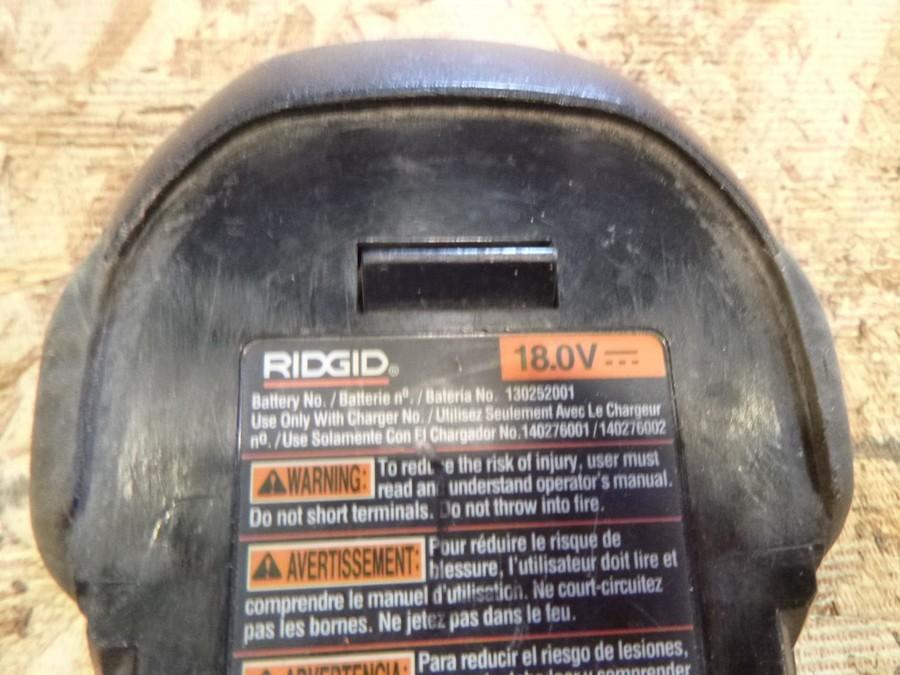 RIDGID®
18.0V
Battery No. / Batterie nº. / Batería No. 130252001
Use Only With Charger No. / Utilisez Seulement Avec Le Chargeur
nº. /Use Solamente Con El Chargador No.140276001 /140276002
WARNING: To reduce the risk of injury, user must
read and understand operator's manual.
Do not short terminals. Do not throw into fire.
AVERTISSEMENT: Pour réduire le risque de
blessure, l'utilisateur doit lire et
comprendre le manuel d'utilisation. Ne court-circuitez
pas les bornes. Ne jetez pas dans le feu.
ADVERTENCIA: Para reducir el riesgo de lesiones,
leer y comprender